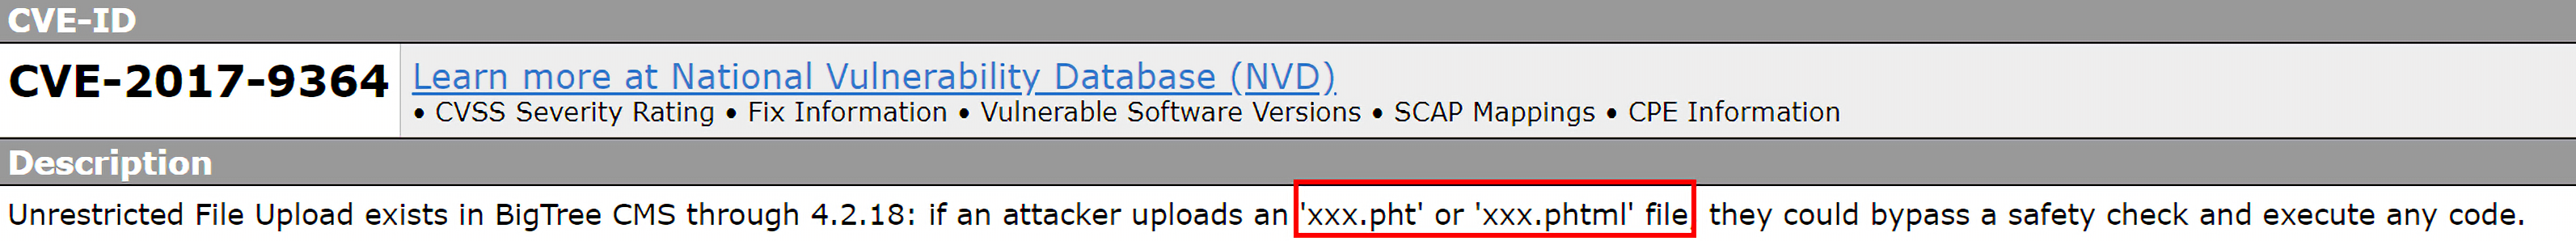 CVE-ID
CVE-2017-9364
Learn more at National Vulnerability Database (NVD)
• CVSS Severity Rating • Fix Information • Vulnerable Software Versions • SCAP Mappings • CPE Information
Description
Unrestricted File Upload exists in BigTree CMS through 4.2.18: if an attacker uploads an 'xxx.pht' or 'xxx.phtml' file, they could bypass a safety check and execute any code.